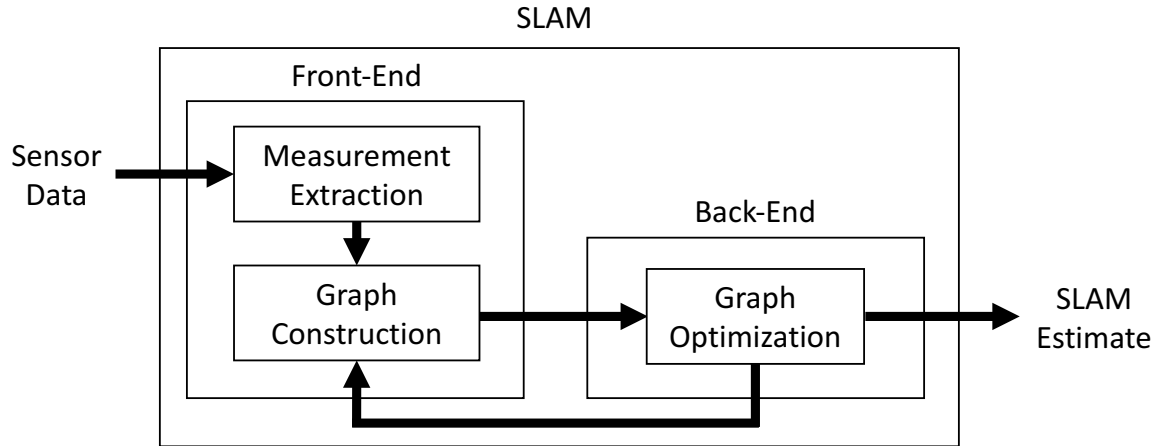 SLAM
Front-End
Sensor
Data
Measurement
Extraction
Graph
Construction
Back-End
Graph
Optimization
SLAM
Estimate